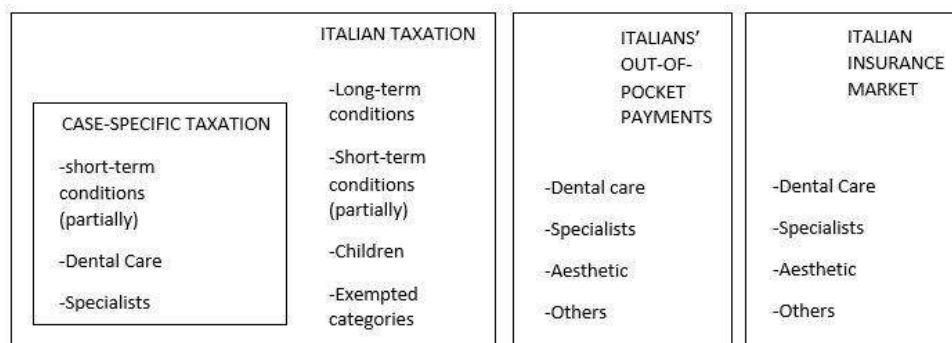 ITALIAN TAXATION
-Long-term
conditions
-Short-term
conditions
(partially)
-Children
-Exempted
categories
CASE-SPECIFIC TAXATION
-short-term
conditions
(partially)
-Dental Care
-Specialists
ITALIANS'
OUT-OF-
POCKET
PAYMENTS
-Dental care
-Specialists
-Aesthetic
-Others
ITALIAN
INSURANCE
MARKET
-Dental Care
-Specialists
-Aesthetic
-Others